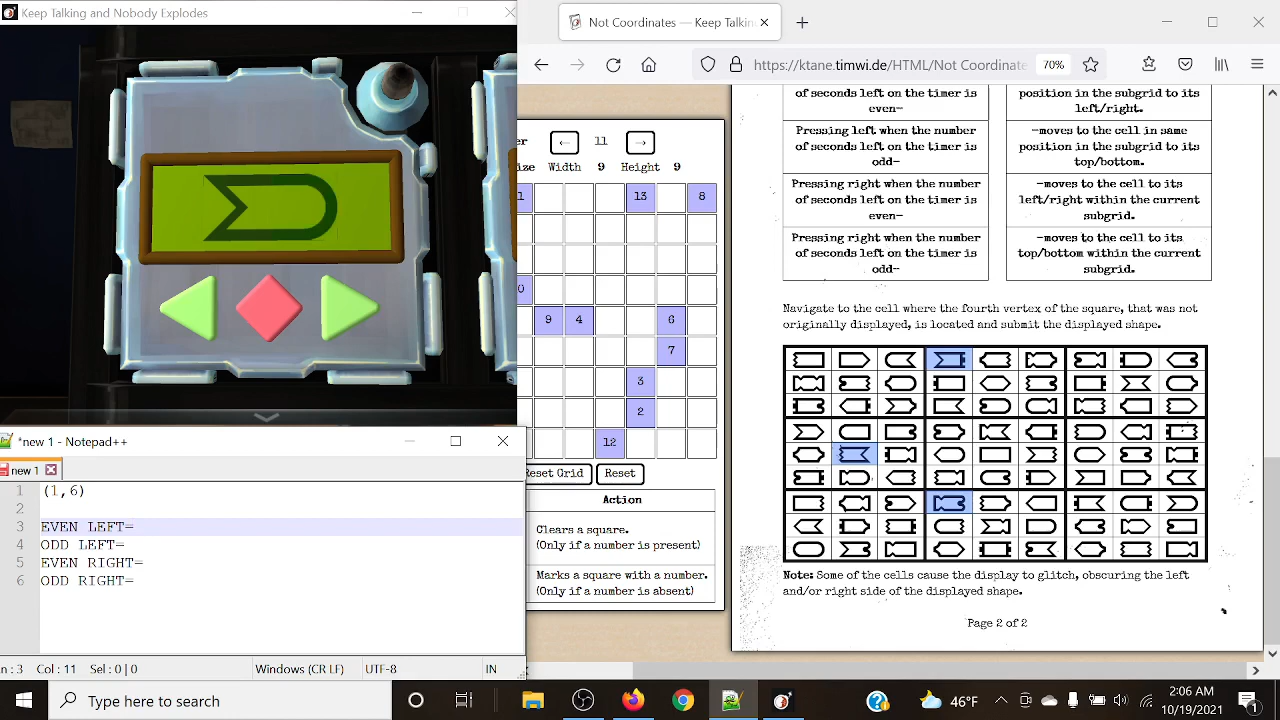 Keep Talking and Nobody Explodes
Not Coordinates — Keep Talkin
https://ktane.timwi.de/HTML/Not Coordinate
70%
11
Width 9 Height 9
13 8
9 4 6
7
3
2
12
Reset Grid Reset
Action
Clears a square.
(Only if a number is present)
Marks a square with a number.
(Only if a number is absent)
of seconds left on the timer is
even-
position in the subgrid to its
left/right.
Pressing left when the number
of seconds left on the timer is
odd-
-moves to the cell in same
position in the subgrid to its
top/bottom.
Pressing right when the number
of seconds left on the timer is
even-
-moves to the cell to its
left/right within the current
subgrid.
Pressing right when the number
of seconds left on the timer is
odd-
-moves to the cell to its
top/bottom within the current
subgrid.
Navigate to the cell where the fourth vertex of the square, that was not
originally displayed, is located and submit the displayed shape.
Note: Some of the cells cause the display to glitch, obscuring the left
and/or right side of the displayed shape.
Page 2 of 2
*new 1 - Notepad++
new 1
1 (1,6)
2
3 EVEN LEFT=
4 ODD LEFT=
5 EVEN RIGHT=
6 ODD RIGHT=
Ln : 3 Col : 11 Sel : 0 | 0 Windows (CR LF) UTF-8 IN
Type here to search
46°F
2:06 AM
10/19/2021